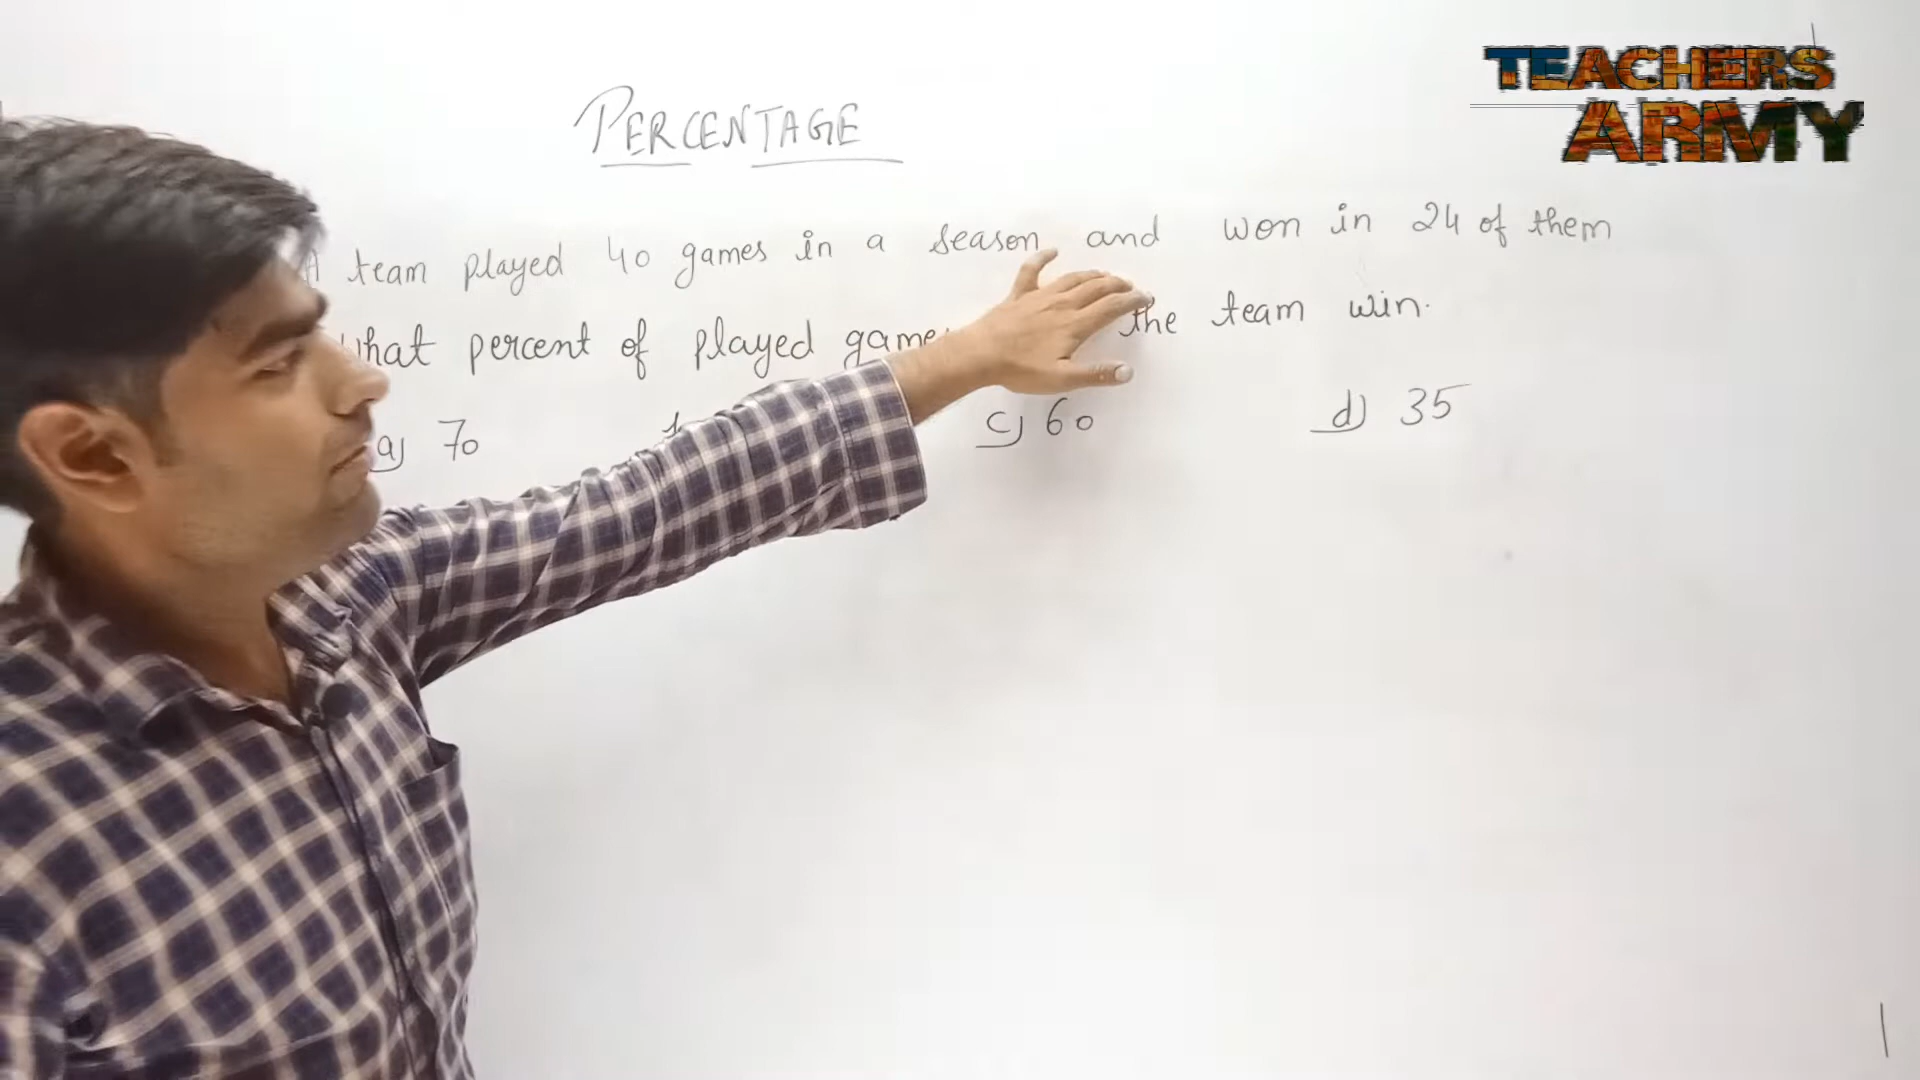 TEACHERS
ARMY
PERCENTAGE
A team played 40 games in a season and won in 24 of them
what percent of played game the team win.
a) 70 c) 60 d) 35